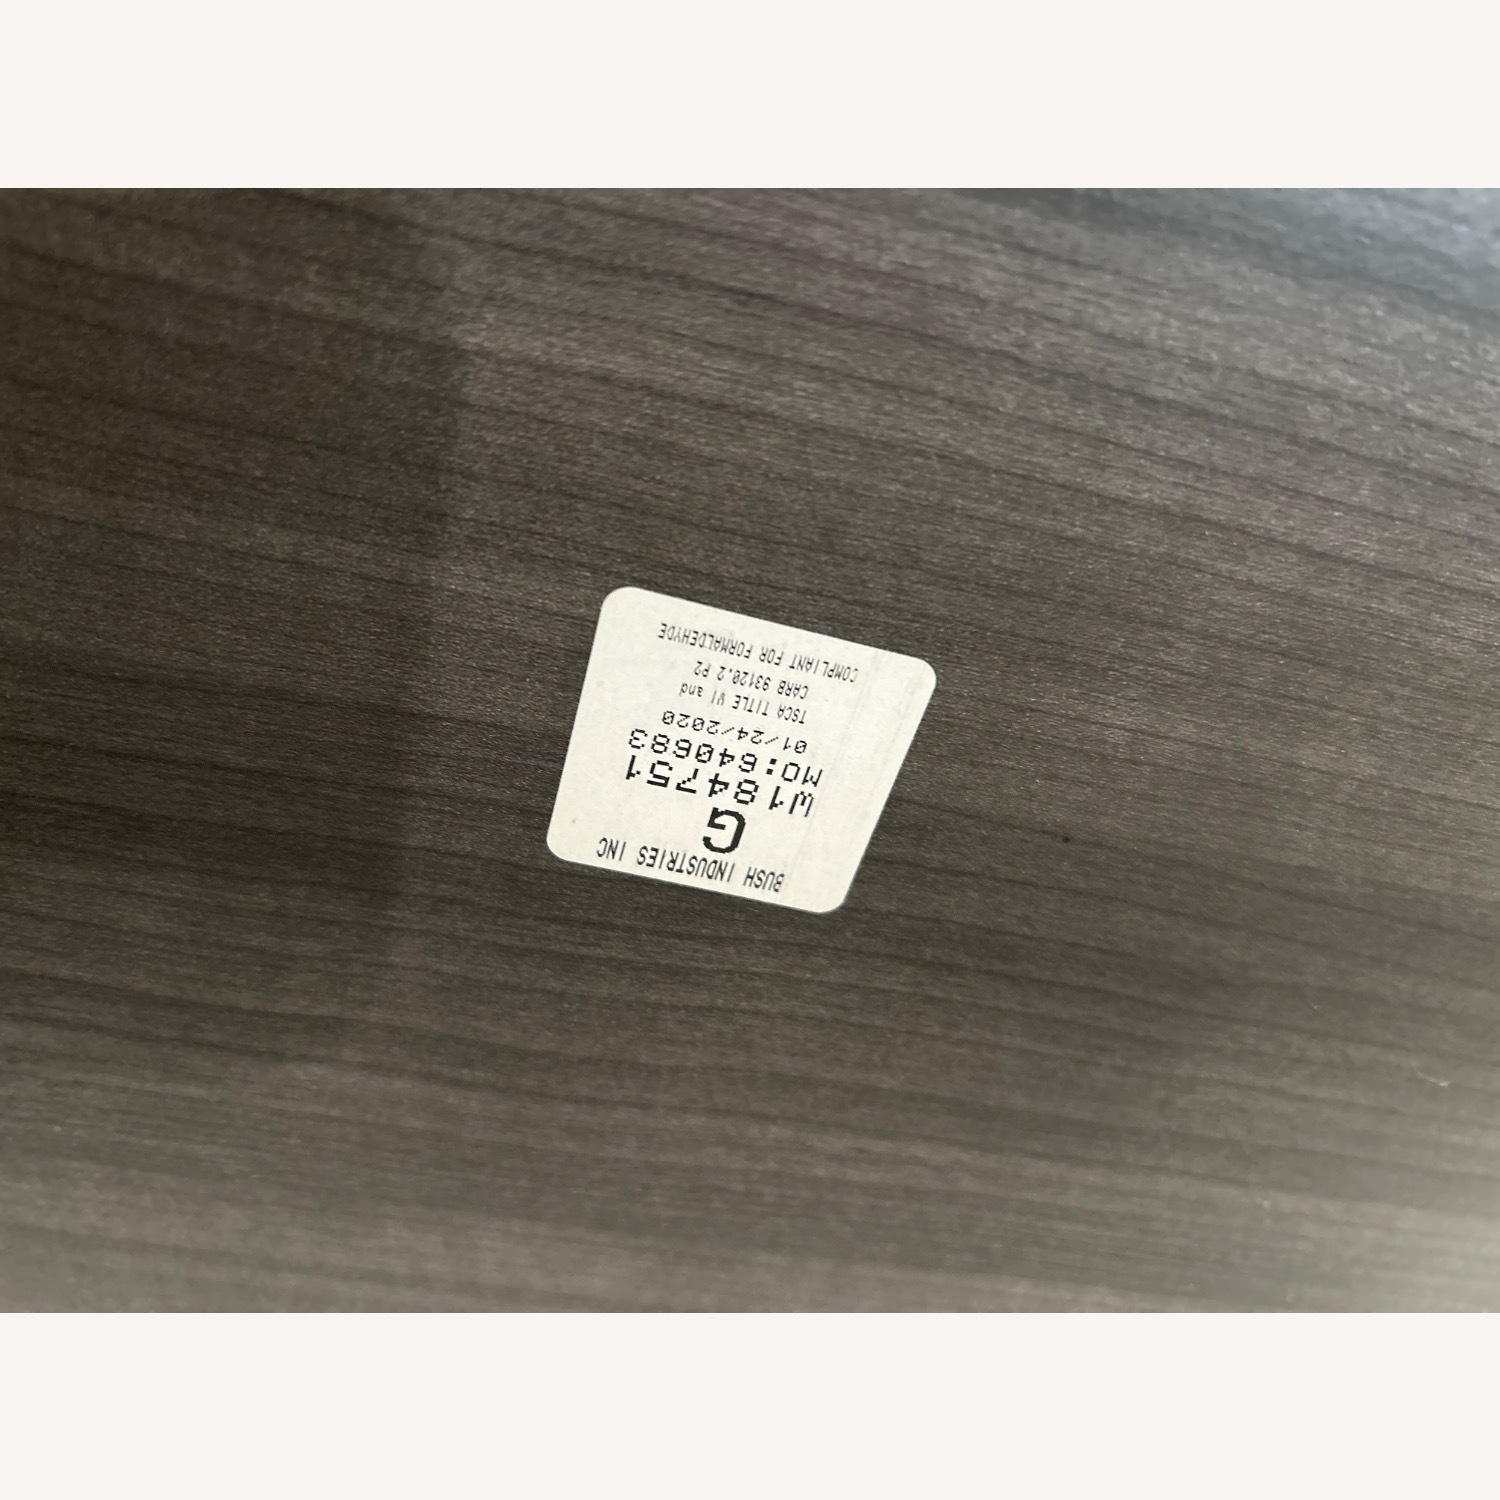 BUSH INDUSTRIES INC
G
W184751
MO:640683
01/24/2020
TSCA TITLE VI and
CARB 93120.2 P2
COMPLIANT FOR FORMALDEHYDE